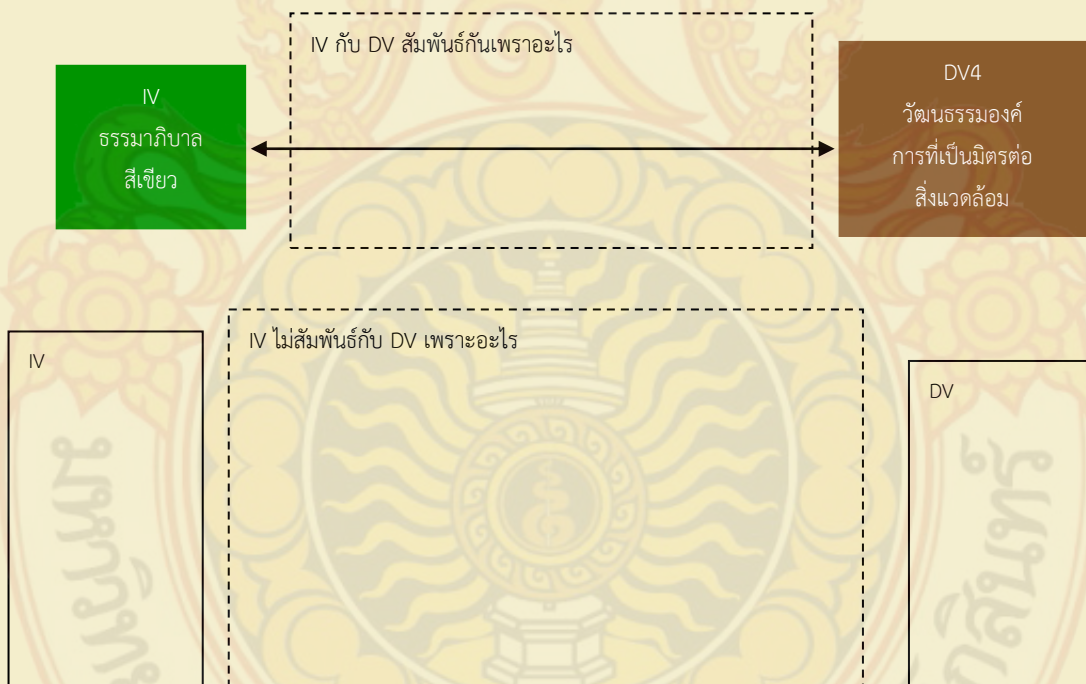 IV กับ DV สัมพันธ์กันเพราอะไร
IV
ธรรมาภิบาล
สีเขียว
DV4
วัฒนธรรมองค์
การที่เป็นมิตรต่อ
สิ่งแวดล้อม
IV
IV ไม่สัมพันธ์กับ DV เพราะอะไร
DV